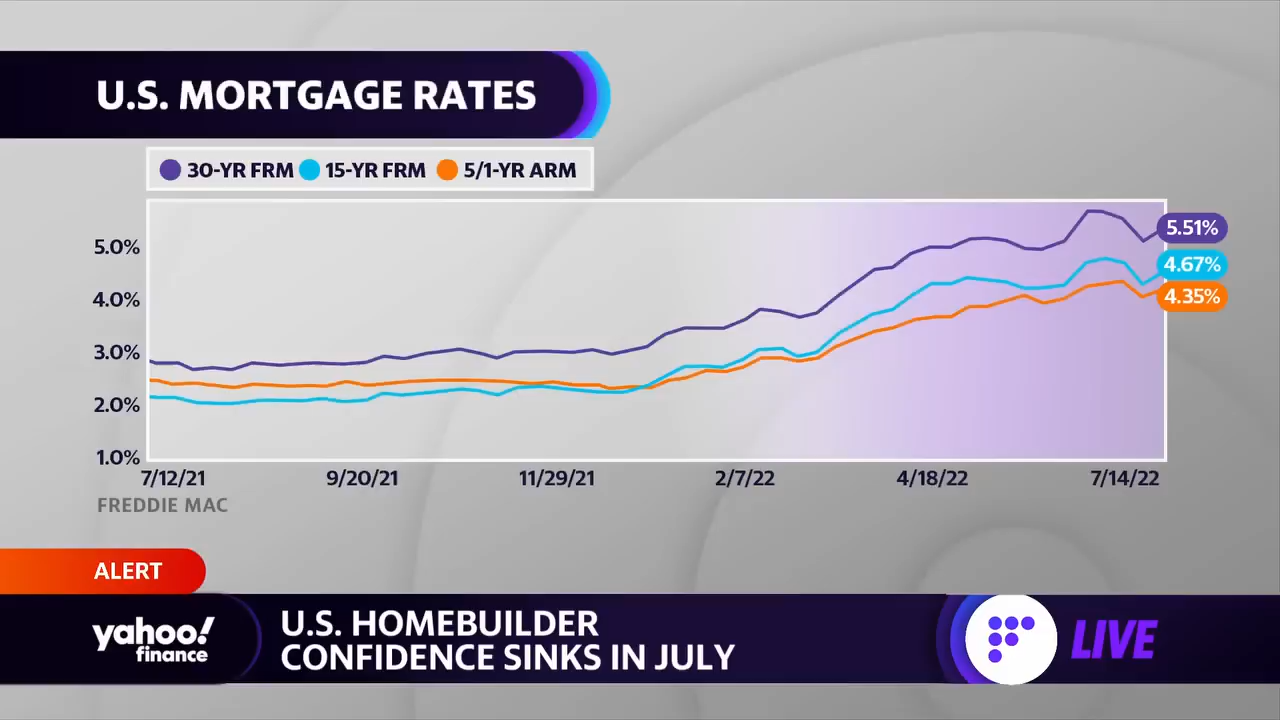 U.S. MORTGAGE RATES
30-YR FRM 15-YR FRM 5/1-YR ARM
5.0%
4.0%
3.0%
2.0%
1.0%
5.51%
4.67%
4.35%
7/12/21 9/20/21 11/29/21 2/7/22 4/18/22 7/14/22
FREDDIE MAC
ALERT
yahoo!
finance
U.S. HOMEBUILDER
CONFIDENCE SINKS IN JULY
LIVE